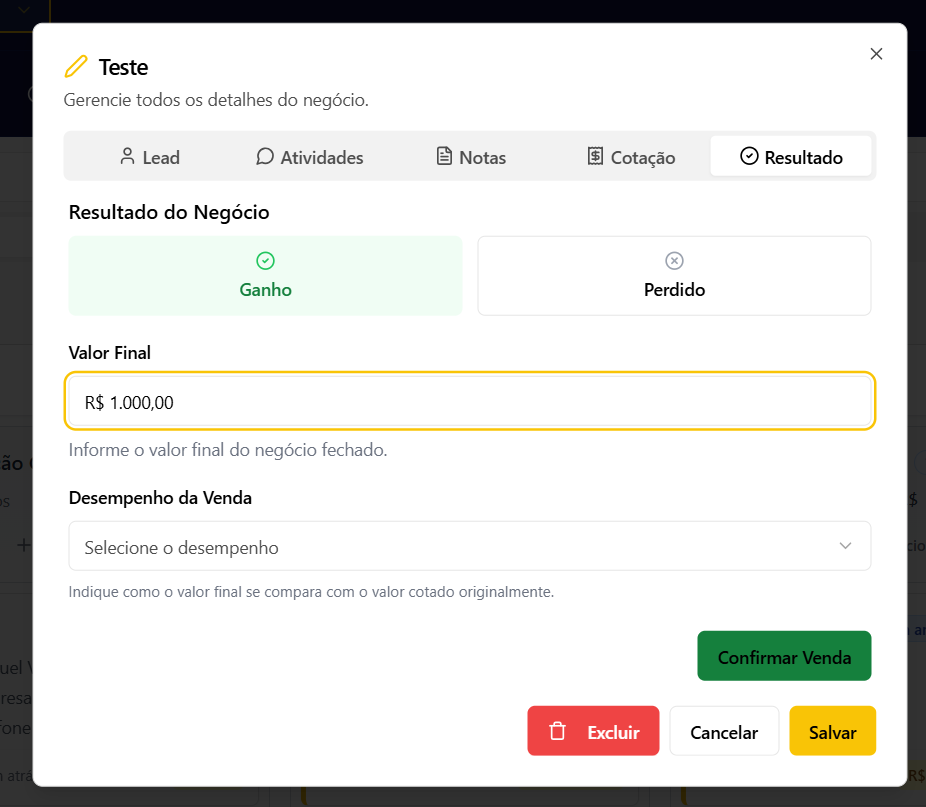 Teste
Gerencie todos os detalhes do negócio.
Lead Atividades Notas Cotação Resultado
Resultado do Negócio
Ganho Perdido
Valor Final
R$ 1.000,00
Informe o valor final do negócio fechado.
Desempenho da Venda
Selecione o desempenho
Indique como o valor final se compara com o valor cotado originalmente.
Confirmar Venda
Excluir Cancelar Salvar